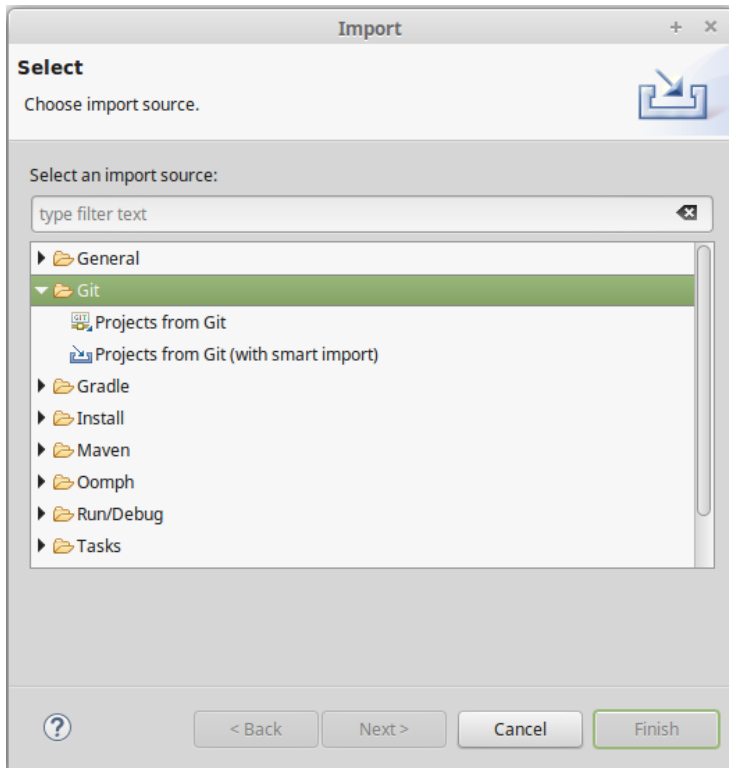 Import
Select
Choose import source.
Select an import source:
type filter text
General
Git
GIT
Projects from Git
Projects from Git (with smart import)
Gradle
Install
Maven
Oomph
Run/Debug
Tasks
? < Back Next > Cancel Finish